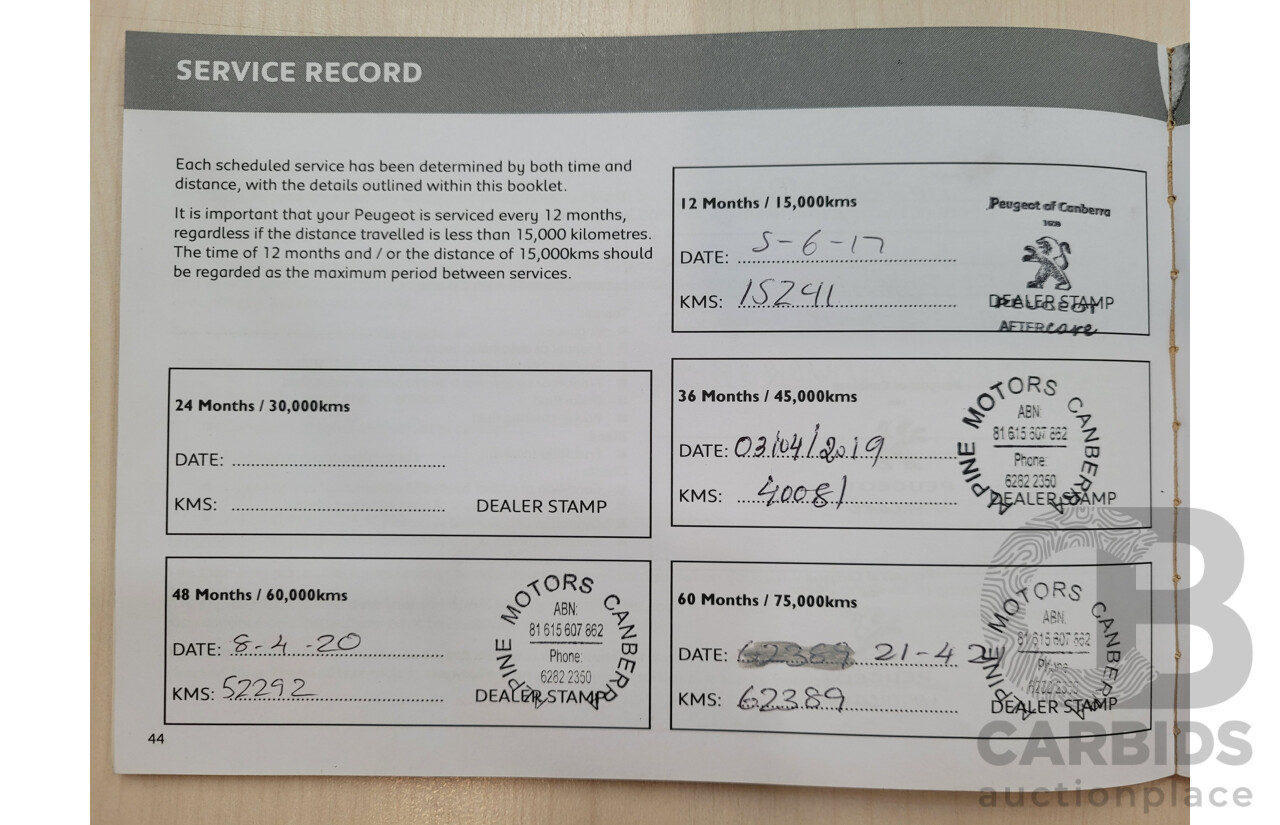 SERVICE RECORD
Each scheduled service has been determined by both time and
distance, with the details outlined within this booklet.
It is important that your Peugeot is serviced every 12 months,
regardless if the distance travelled is less than 15,000 kilometres.
The time of 12 months and / or the distance of 15,000kms should
be regarded as the maximum period between services.
12 Months / 15,000kms
DATE: 5-6-17
KMS: 15241
Peugeot of Canberra
DEALER STAMP
PEUGEOT
AFTERcare
24 Months / 30,000kms
DATE:
KMS:
DEALER STAMP
36 Months / 45,000kms
DATE: 03/04/2019
KMS: 40081
ALPINE MOTORS CANBERRA
ABN:
81 615 607 862
Phone:
6282 2350
DEALER STAMP
48 Months / 60,000kms
DATE: 8-4-20
KMS: 52292
ALPINE MOTORS CANBERRA
ABN:
81 615 607 862
Phone:
6282 2350
DEALER STAMP
60 Months / 75,000kms
DATE: 62389 21-4 2
KMS: 62389
ALPINE MOTORS CANBERRA
ABN:
81 615 607 862
Phone:
6282 2350
DEALER STAMP
44
CARBIDS
auctionplace